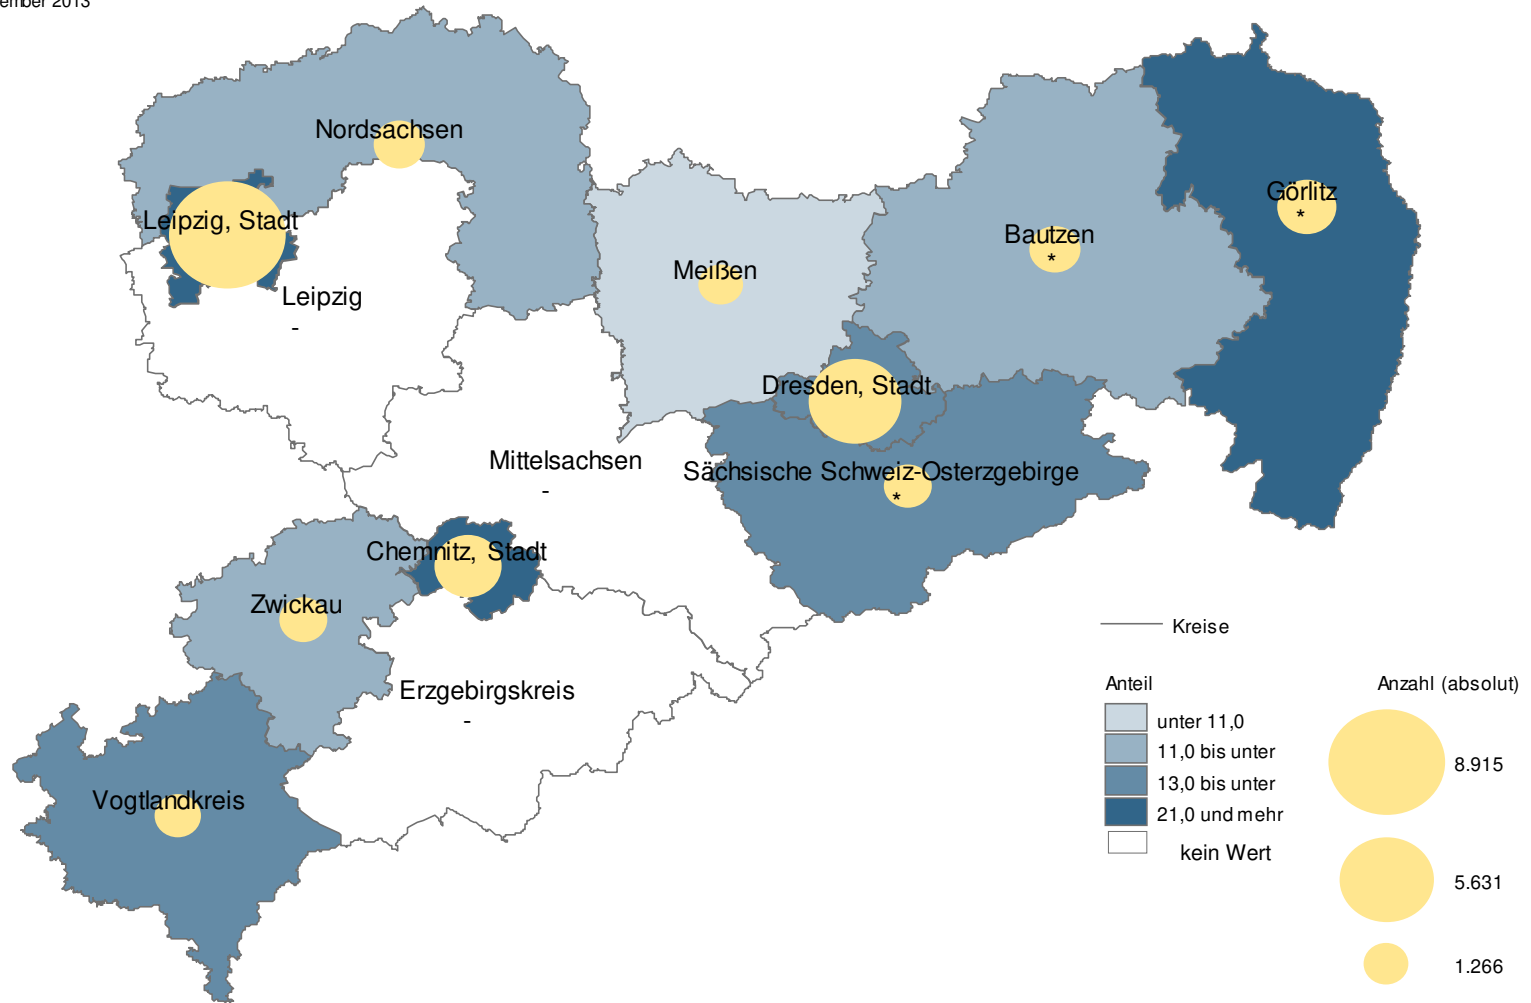 2013
Nordsachsen
Görlitz
*
Leipzig, Stadt
Bautzen
*
Meißen
Leipzig
-
Dresden, Stadt
Mittelsachsen
-
Sächsische Schweiz-Osterzgebirge
*
Chemnitz, Stadt
Zwickau
Kreise
Erzgebirgskreis
-
Anteil
Anzahl (absolut)
unter 11,0
11,0 bis unter
13,0 bis unter
21,0 und mehr
kein Wert
8.915
5.631
1.266
Vogtlandkreis